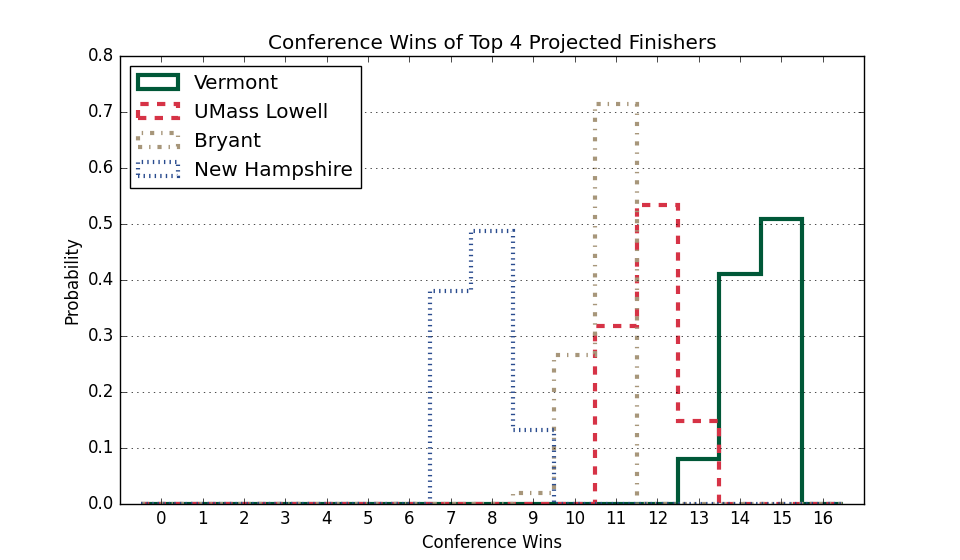 Conference Wins of Top 4 Projected Finishers
0.8
0.7
0.6
0.5
0.4
0.3
0.2
0.1
0.0
Probability
Vermont
UMass Lowell
Bryant
New Hampshire
0 1 2 3 4 5 6 7 8 9 10 11 12 13 14 15 16
Conference Wins